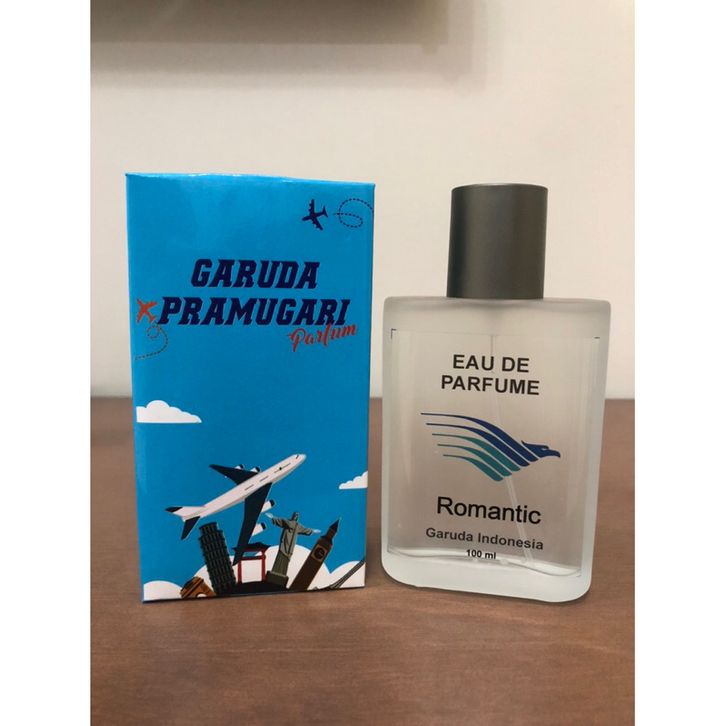 GARUDA
PRAMUGARI
Parfum
EAU DE
PARFUME
Romantic
Garuda Indonesia
100 ml